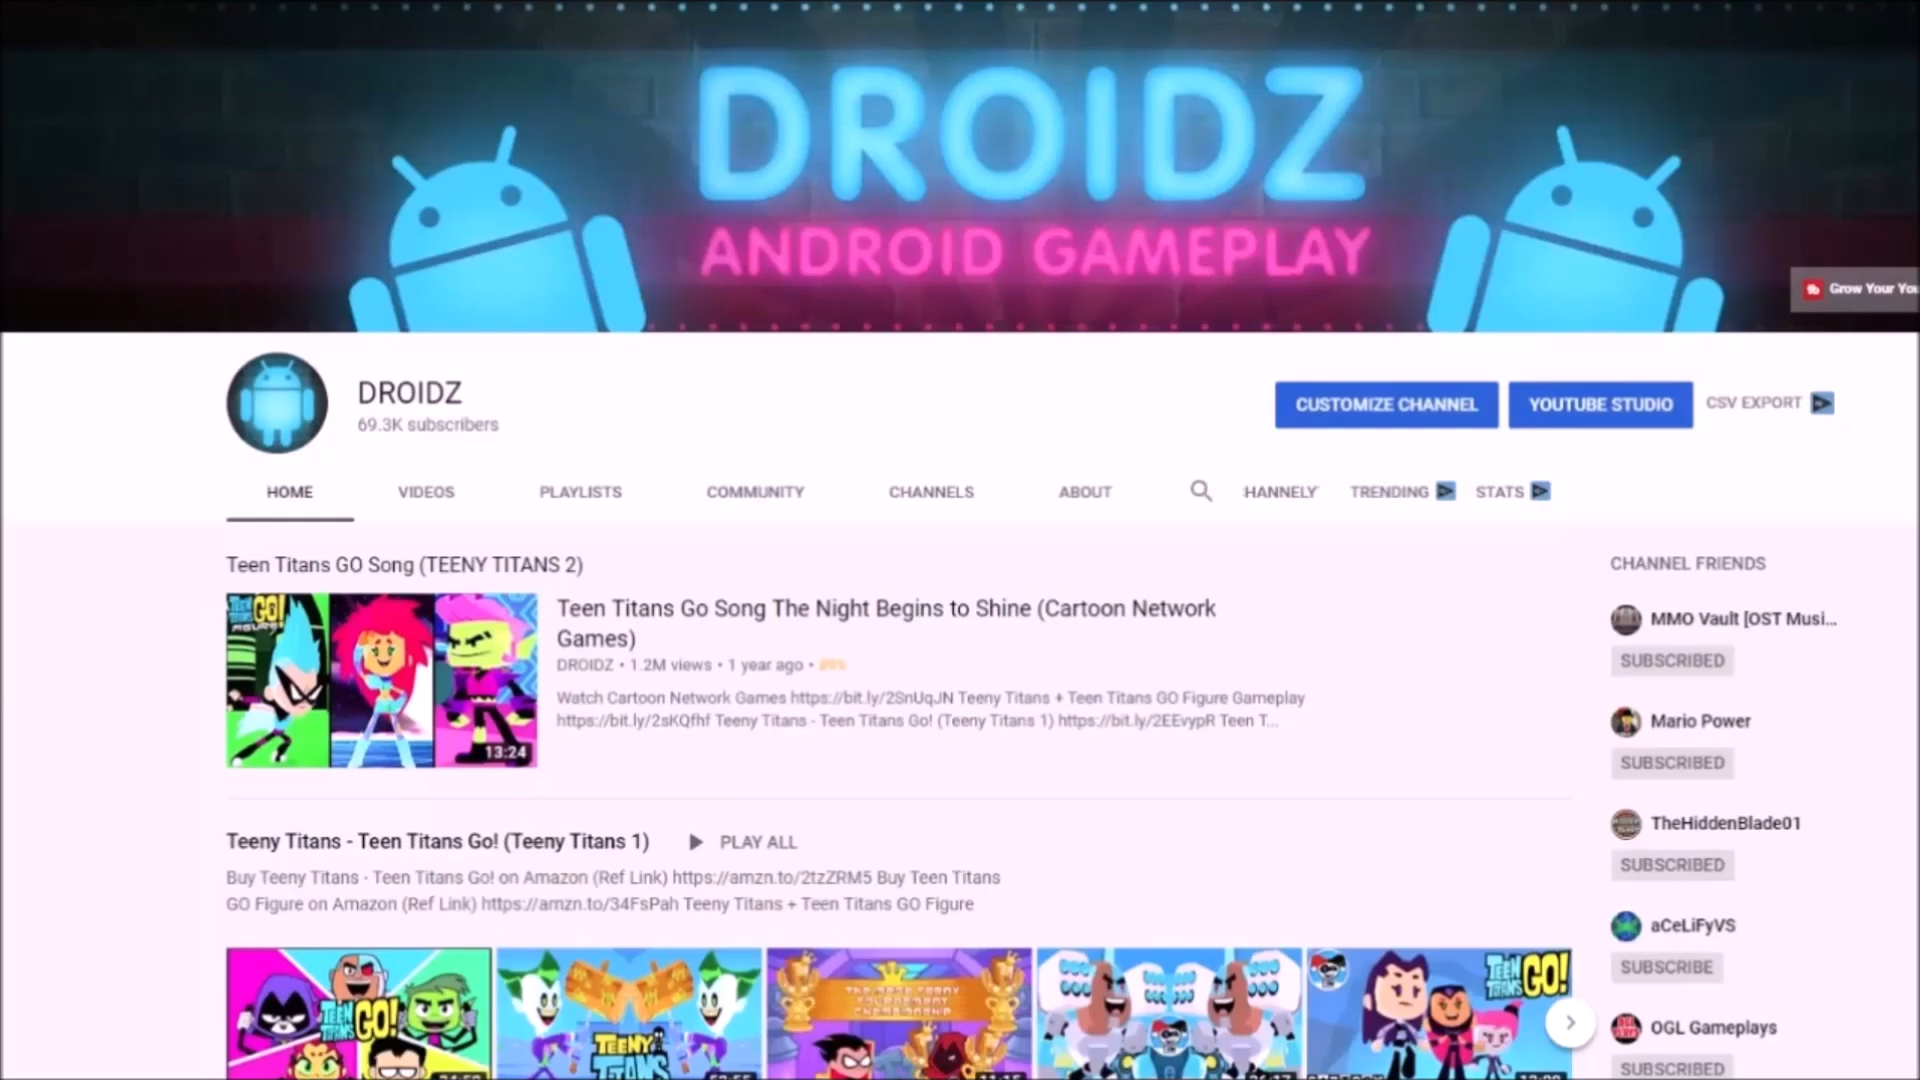 DROIDZ
ANDROID GAMEPLAY
Grow Your You
DROIDZ
69.3K subscribers
CUSTOMIZE CHANNEL
YOUTUBE STUDIO
CSV EXPORT
HOME
VIDEOS
PLAYLISTS
COMMUNITY
CHANNELS
ABOUT
HANNELY
TRENDING
STATS
Teen Titans GO Song (TEENY TITANS 2)
TEEN TITANS GO!
FIGURE
13:24
Teen Titans Go Song The Night Begins to Shine (Cartoon Network
Games)
DROIDZ • 1.2M views • 1 year ago •
Watch Cartoon Network Games https://bit.ly/2SnUqJN Teeny Titans + Teen Titans GO Figure Gameplay
https://bit.ly/2sKQfhf Teeny Titans - Teen Titans Go! (Teeny Titans 1) https://bit.ly/2EEvypR Teen T...
Teeny Titans - Teen Titans Go! (Teeny Titans 1)
PLAY ALL
Buy Teeny Titans - Teen Titans Go! on Amazon (Ref Link) https://amzn.to/2tzZRM5 Buy Teen Titans
GO Figure on Amazon (Ref Link) https://amzn.to/34FsPah Teeny Titans + Teen Titans GO Figure
TEEN TITANS GO!
TEENY TITANS
TEEN TITANS GO!
CHANNEL FRIENDS
MMO Vault [OST Musi...
SUBSCRIBED
Mario Power
SUBSCRIBED
TheHiddenBlade01
SUBSCRIBED
aCeLiFyVS
SUBSCRIBE
OGL Gameplays
SUBSCRIBED